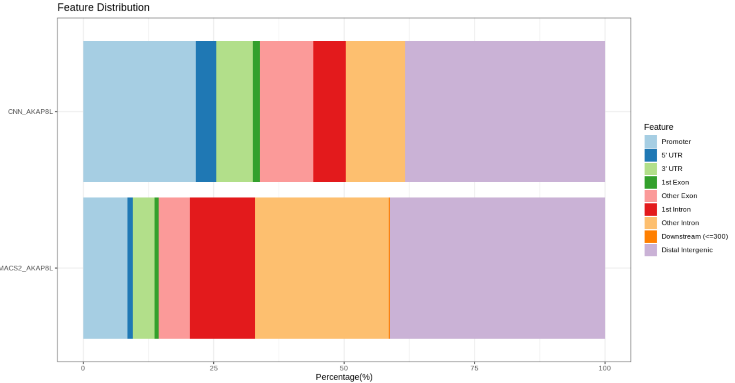 Feature Distribution
CNN_AKAP8L
MACS2_AKAP8L
0 25 50 75 100
Percentage(%)
Feature
Promoter
5' UTR
3' UTR
1st Exon
Other Exon
1st Intron
Other Intron
Downstream (<=300)
Distal Intergenic